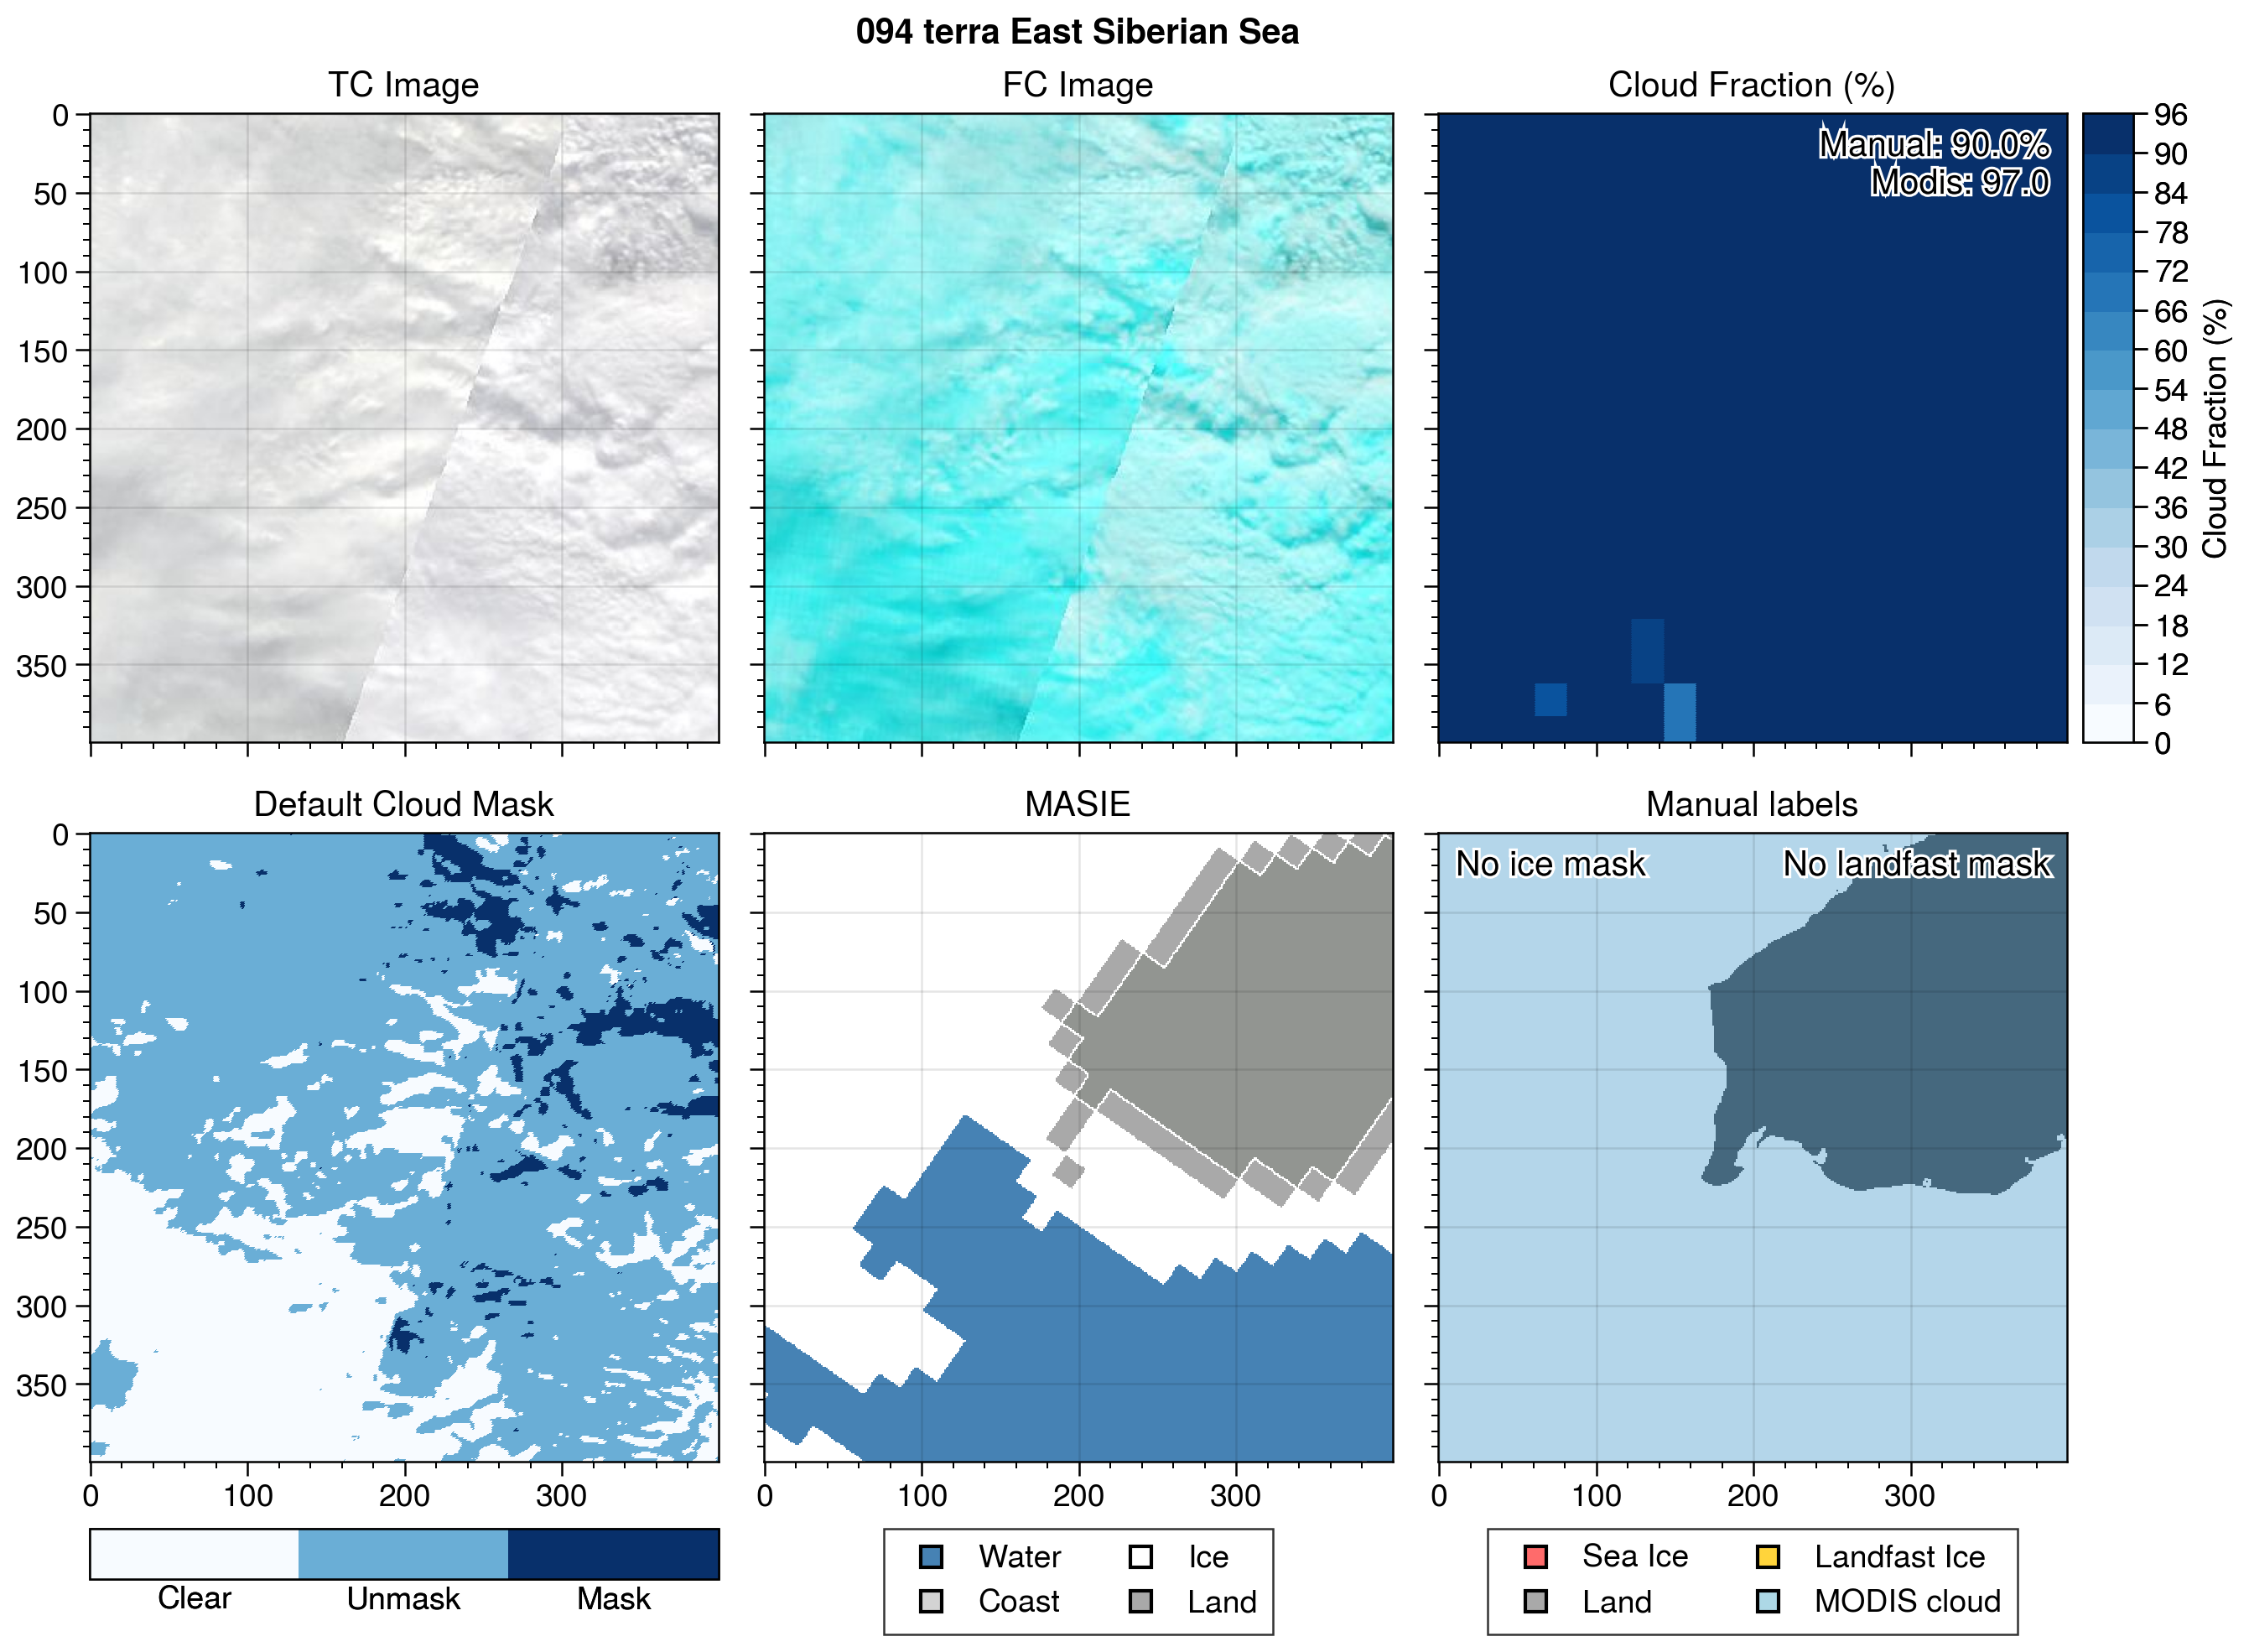 094 terra East Siberian Sea
TC Image
FC Image
Cloud Fraction (%)
0
50
100
150
200
250
300
350
Manual: 90.0%
Modis: 97.0
96
90
84
78
72
66
60
54
48
42
36
30
24
18
12
6
0
Cloud Fraction (%)
Default Cloud Mask
MASIE
Manual labels
0
50
100
150
200
250
300
350
No ice mask
No landfast mask
0 100 200 300
0 100 200 300
0 100 200 300
Clear Unmask Mask
Water Ice
Coast Land
Sea Ice Landfast Ice
Land MODIS cloud